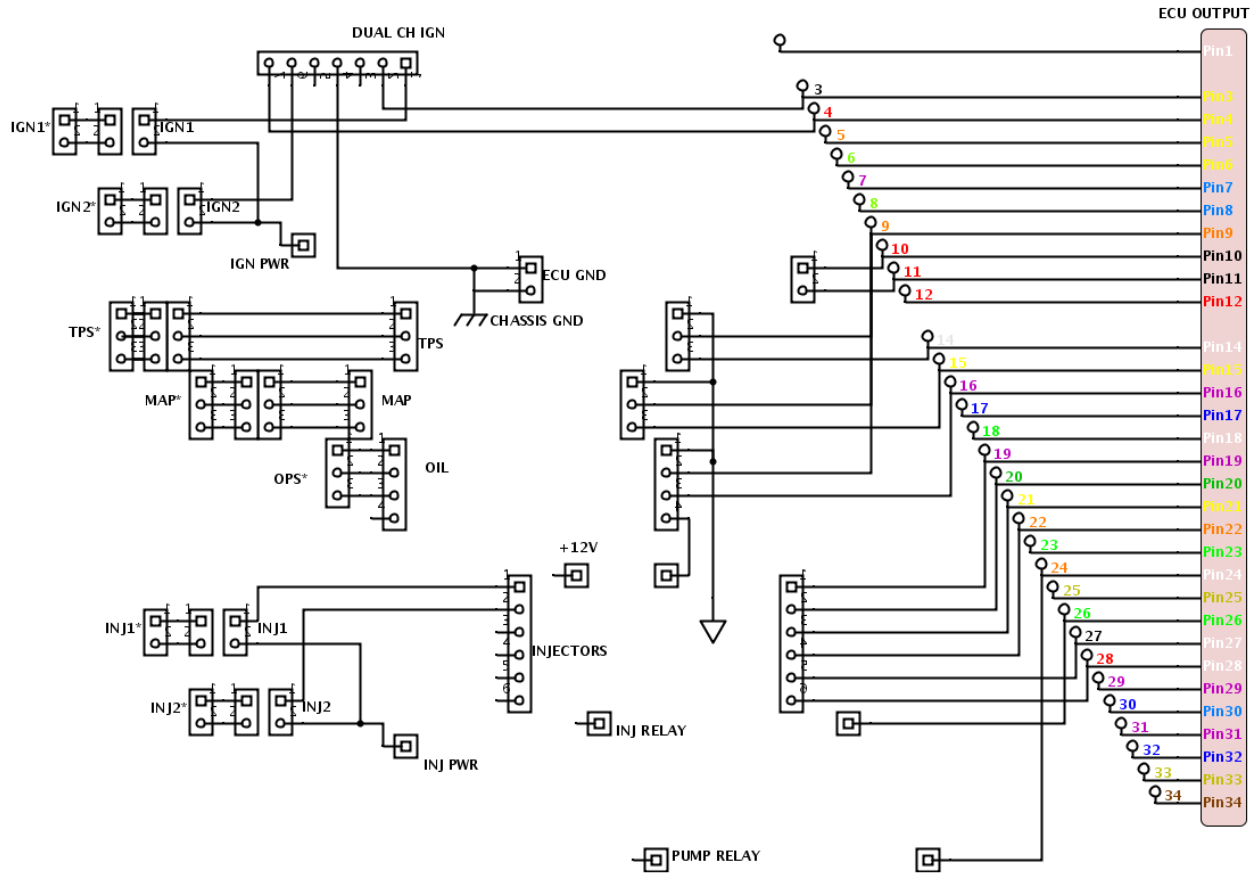 ECU OUTPUT
DUAL CH IGN
Pin1
3 Pin3
4 Pin4
IGN1* IGN1
5 Pin5
6 Pin6
7 Pin7
IGN2* IGN2
8 Pin8
9 Pin9
IGN PWR
10 Pin10
ECU GND
11 Pin11
12 Pin12
CHASSIS GND
TPS* TPS
14 Pin14
15 Pin15
16 Pin16
MAP* MAP
17 Pin17
18 Pin18
19 Pin19
OIL
OPS*
20 Pin20
21 Pin21
22 Pin22
+12V
23 Pin23
24 Pin24
25 Pin25
26 Pin26
INJ1* INJ1
27 Pin27
INJECTORS
28 Pin28
29 Pin29
INJ2* INJ2
30 Pin30
INJ RELAY
31 Pin31
32 Pin32
INJ PWR
33 Pin33
34 Pin34
PUMP RELAY